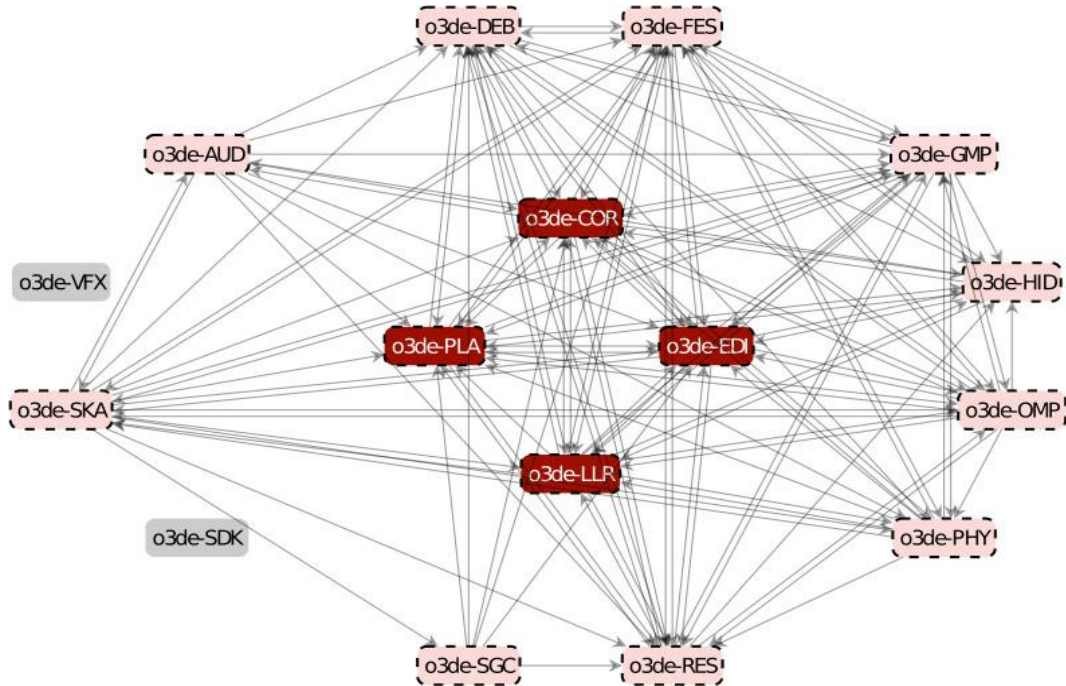 o3de-DEB
o3de-FES
o3de-AUD
o3de-GMP
o3de-COR
o3de-VFX
o3de-HID
o3de-PLA
o3de-EDI
o3de-SKA
o3de-OMP
o3de-LLR
o3de-SDK
o3de-PHY
o3de-SGC
o3de-RES